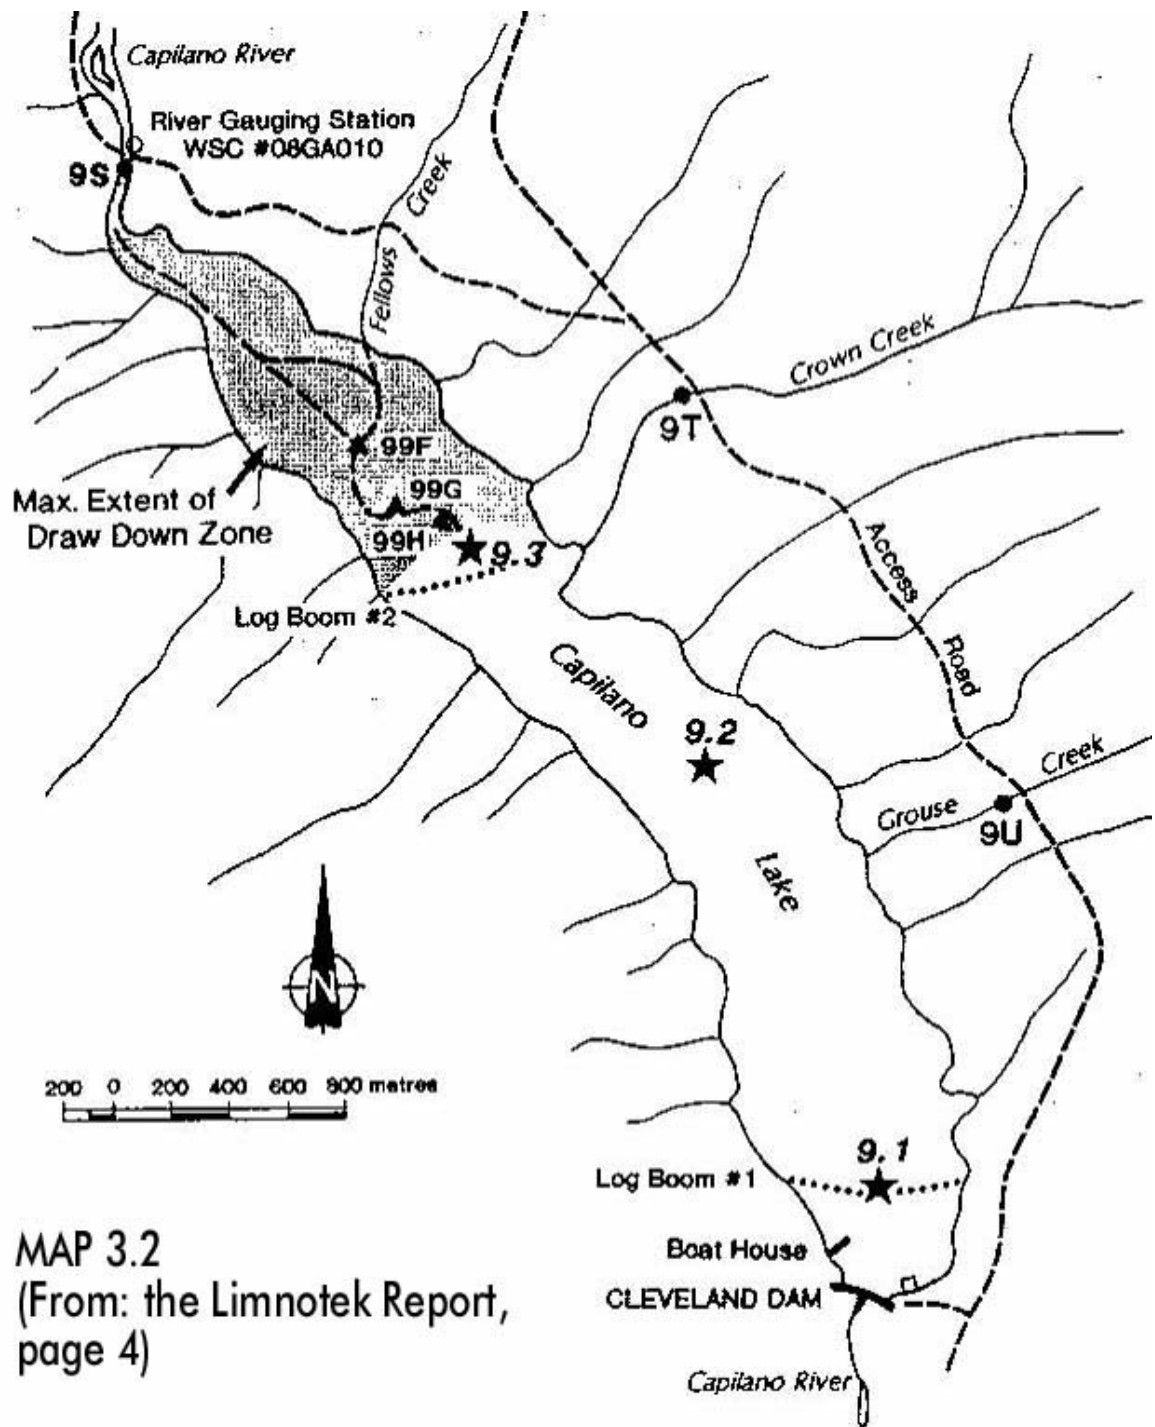 Capilano River
River Gauging Station
WSC #08GA010
9S
Fellows Creek
Crown Creek
9T
99F
99G
99H
Max. Extent of
Draw Down Zone
9.3
Log Boom #2
Access Road
Capilano Lake
9.2
Grouse Creek
9U
N
200 0 200 400 600 800 metres
9.1
Log Boom #1
Boat House
CLEVELAND DAM
Capilano River
MAP 3.2
(From: the Limnotek Report,
page 4)